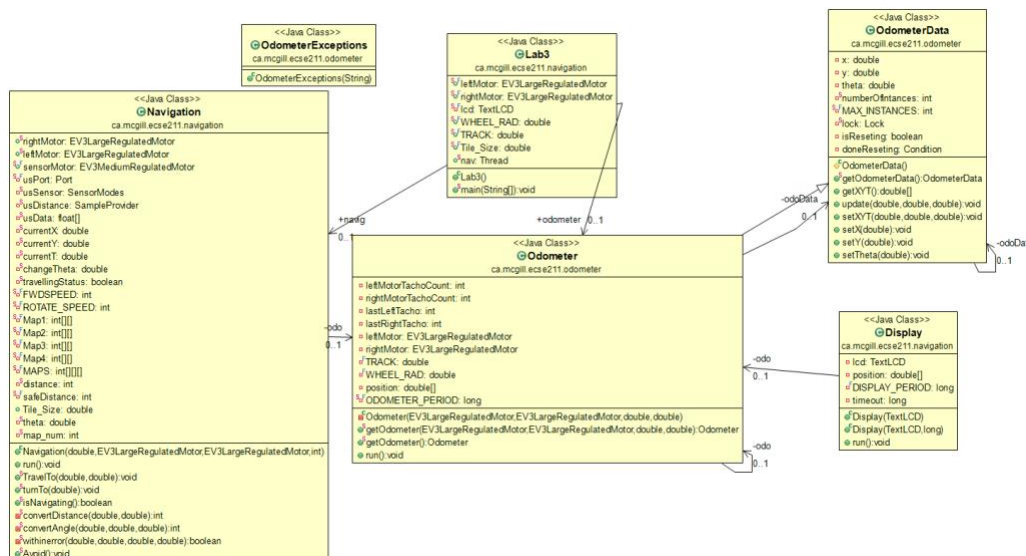 <<Java Class>>
OdometerExceptions
ca.mcgill.ecse211.odometer
OdometerExceptions(String)
<<Java Class>>
Navigation
ca.mcgill.ecse211.navigation
rightMotor: EV3LargeRegulatedMotor
leftMotor: EV3LargeRegulatedMotor
sensorMotor: EV3MediumRegulatedMotor
usPort: Port
usSensor: SensorModes
usDistance: SampleProvider
usData: float[]
currentX: double
currentY: double
currentT: double
changeTheta: double
travellingStatus: boolean
FWDSPEED: int
ROTATE_SPEED: int
Map1: int[][]
Map2: int[][]
Map3: int[][]
Map4: int[][]
MAPS: int[][][]
distance: int
safeDistance: int
Tile_Size: double
theta: double
map_num: int
Navigation(double,EV3LargeRegulatedMotor,EV3LargeRegulatedMotor,int)
run():void
TravelTo(double,double):void
turnTo(double):void
isNavigating():boolean
convertDistance(double,double):int
convertAngle(double,double,double):int
withinerror(double,double,double,double):boolean
Avoid():void
<<Java Class>>
Lab3
ca.mcgill.ecse211.navigation
leftMotor: EV3LargeRegulatedMotor
rightMotor: EV3LargeRegulatedMotor
lcd: TextLCD
WHEEL_RAD: double
TRACK: double
Tile_Size: double
nav: Thread
Lab3()
main(String[]):void
+navig
0..1
+odometer
0..1
<<Java Class>>
Odometer
ca.mcgill.ecse211.odometer
leftMotorTachoCount: int
rightMotorTachoCount: int
lastLeftTacho: int
lastRightTacho: int
leftMotor: EV3LargeRegulatedMotor
rightMotor: EV3LargeRegulatedMotor
TRACK: double
WHEEL_RAD: double
position: double[]
ODOMETER_PERIOD: long
Odometer(EV3LargeRegulatedMotor,EV3LargeRegulatedMotor,double,double)
getOdometer(EV3LargeRegulatedMotor,EV3LargeRegulatedMotor,double,double):Odometer
getOdometer():Odometer
run():void
-odo
0..1
-odo
0..1
-odo
0..1
-odoData
0..1
<<Java Class>>
OdometerData
ca.mcgill.ecse211.odometer
x: double
y: double
theta: double
numberOfIntances: int
MAX_INSTANCES: int
lock: Lock
isReseting: boolean
doneReseting: Condition
OdometerData()
getOdometerData():OdometerData
getXYT():double[]
update(double,double,double):void
setXYT(double,double,double):void
setX(double):void
setY(double):void
setTheta(double):void
-odoDat
0..1
<<Java Class>>
Display
ca.mcgill.ecse211.navigation
lcd: TextLCD
position: double[]
DISPLAY_PERIOD: long
timeout: long
Display(TextLCD)
Display(TextLCD,long)
run():void